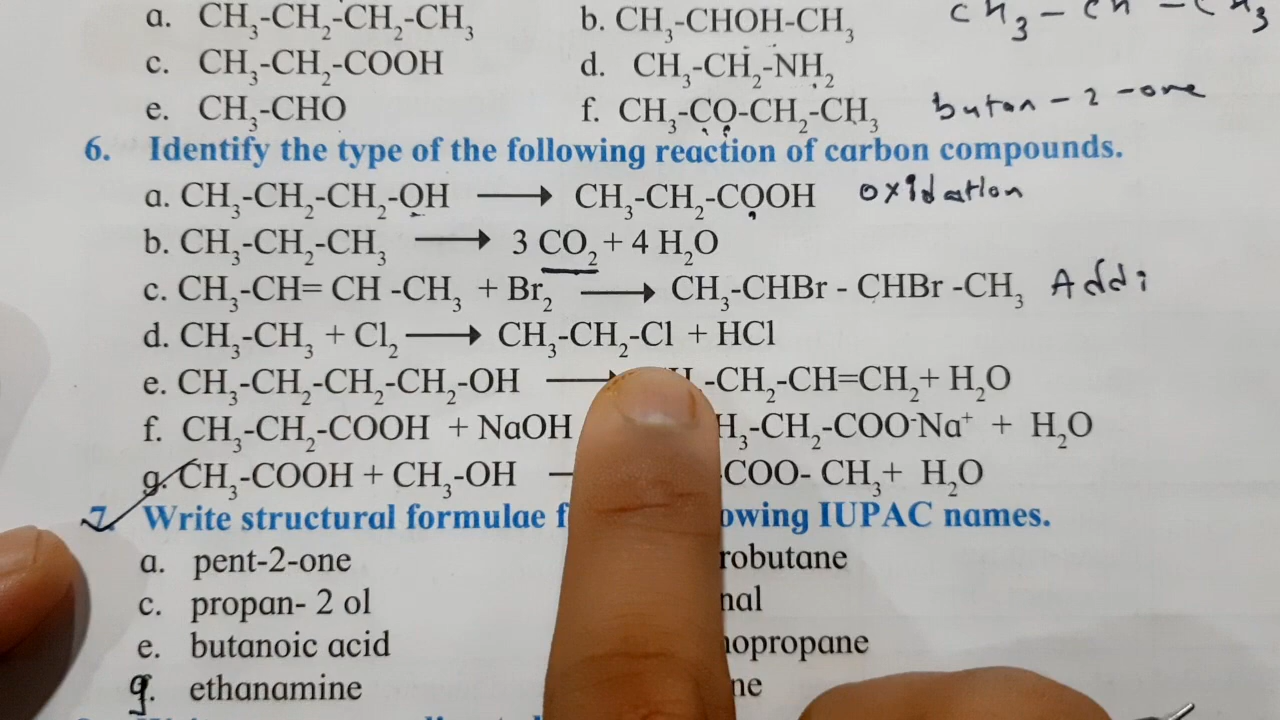 a. CH₃-CH₂-CH₂-CH₃ b. CH₃-CHOH-CH₃ CH₃-CH-CH₃
c. CH₃-CH₂-COOH d. CH₃-CH₂-NH₂
e. CH₃-CHO f. CH₃-CO-CH₂-CH₃ butan-2-one
6. Identify the type of the following reaction of carbon compounds.
a. CH₃-CH₂-CH₂-OH ⟶ CH₃-CH₂-COOH oxidation
b. CH₃-CH₂-CH₃ ⟶ 3 CO₂ + 4 H₂O
c. CH₃-CH= CH -CH₃ + Br₂ ⟶ CH₃-CHBr - CHBr -CH₃ Addi
d. CH₃-CH₃ + Cl₂ ⟶ CH₃-CH₂-Cl + HCl
e. CH₃-CH₂-CH₂-CH₂-OH ⟶ -CH₂-CH=CH₂+ H₂O
f. CH₃-CH₂-COOH + NaOH H₃-CH₂-COO⁻Na⁺ + H₂O
g. CH₃-COOH + CH₃-OH COO- CH₃+ H₂O
7. Write structural formulae f owing IUPAC names.
a. pent-2-one robutane
c. propan- 2 ol nal
e. butanoic acid nopropane
g. ethanamine ne